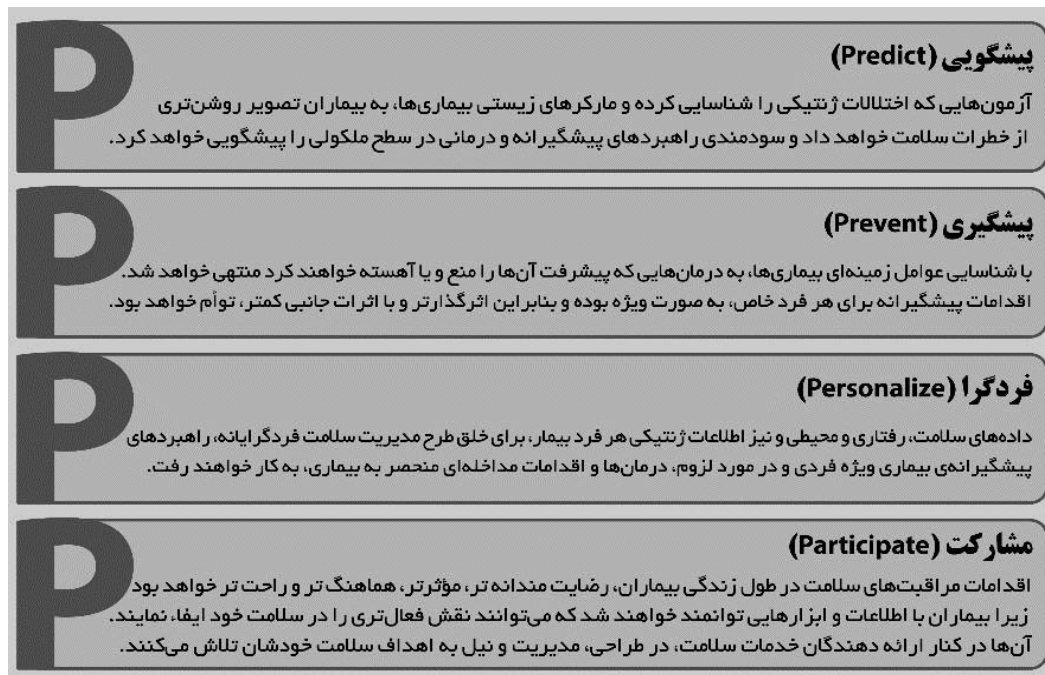 P
پیشگویی (Predict)
آزمون‌هایی که اختلالات ژنتیکی را شناسایی کرده و مارکرهای زیستی بیماری‌ها، به بیماران تصویر روشن‌تری
از خطرات سلامت خواهد داد و سودمندی راهبردهای پیشگیرانه و درمانی در سطح ملکولی را پیشگویی خواهد کرد.
P
پیشگیری (Prevent)
با شناسایی عوامل زمینه‌ای بیماری‌ها، به درمان‌هایی که پیشرفت آن‌ها را منع و یا آهسته خواهند کرد منتهی خواهد شد.
اقدامات پیشگیرانه برای هر فرد خاص، به صورت ویژه بوده و بنابراین اثرگذارتر و با اثرات جانبی کمتر، توأم خواهد بود.
P
فردگرا (Personalize)
داده‌های سلامت، رفتاری و محیطی و نیز اطلاعات ژنتیکی هر فرد بیمار، برای خلق طرح مدیریت سلامت فردگرایانه، راهبردهای
پیشگیرانه‌ی بیماری ویژه فردی و در مورد لزوم، درمان‌ها و اقدامات مداخله‌ای منحصر به بیماری، به کار خواهند رفت.
P
مشارکت (Participate)
اقدامات مراقبت‌های سلامت در طول زندگی بیماران، رضایت مندانه تر، مؤثرتر، هماهنگ تر و راحت تر خواهد بود
زیرا بیماران با اطلاعات و ابزارهایی توانمند خواهند شد که می‌توانند نقش فعال‌تری را در سلامت خود ایفاء نمایند.
آن‌ها در کنار ارائه دهندگان خدمات سلامت، در طراحی، مدیریت و نیل به اهداف سلامت خودشان تلاش می‌کنند.